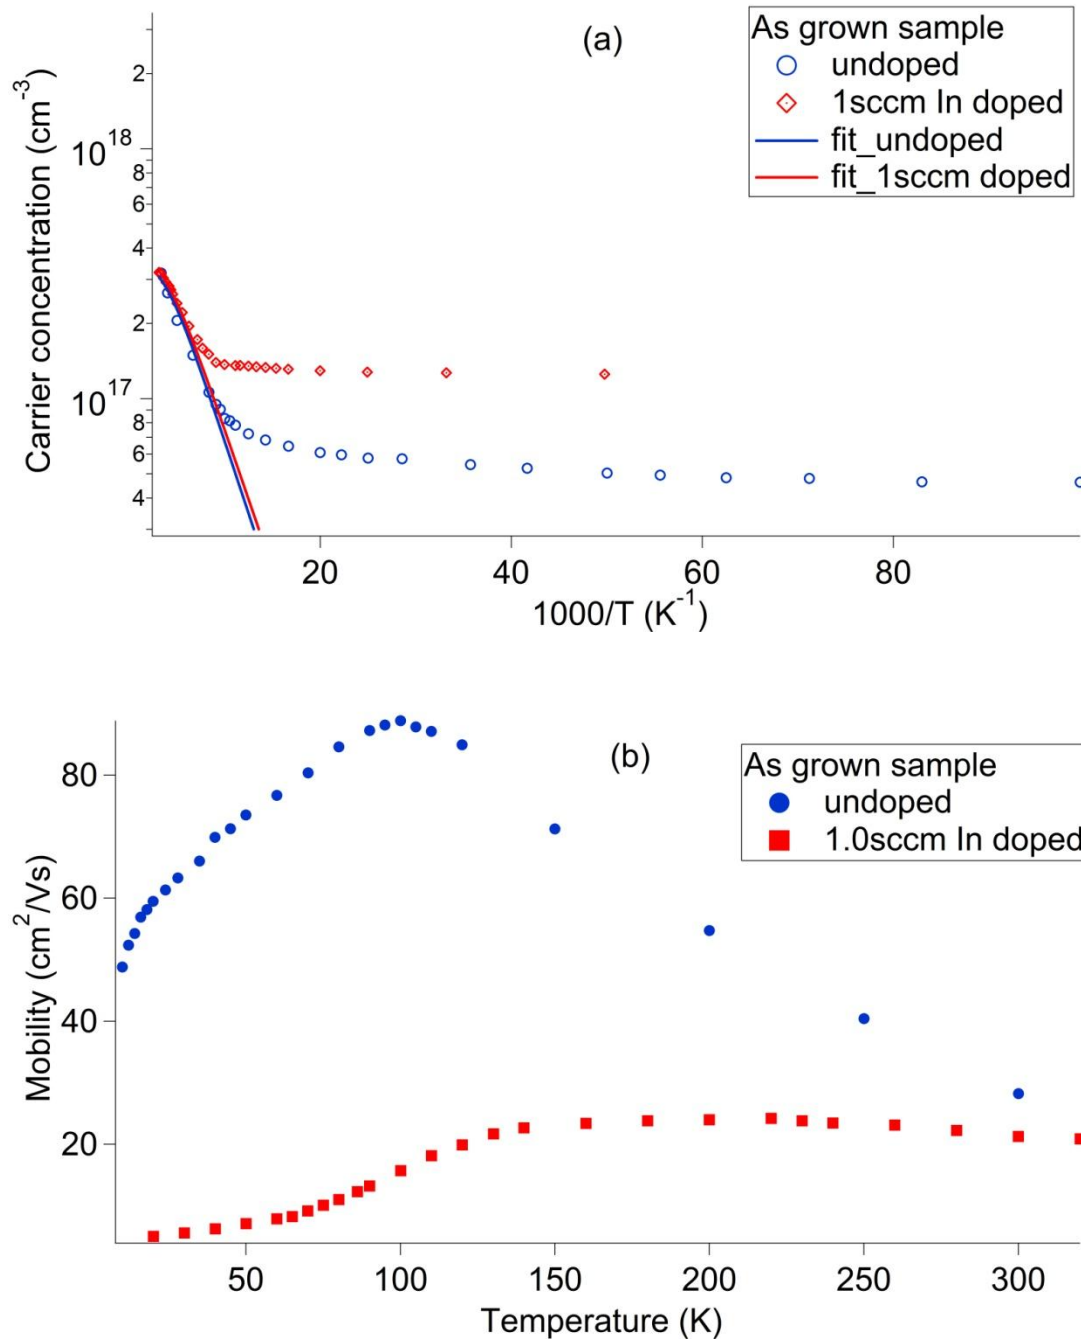 (a)
As grown sample
undoped
1sccm In doped
fit_undoped
fit_1sccm doped
Carrier concentration (cm⁻³)
2
10¹⁸
8
6
4
2
10¹⁷
8
6
4
20 40 60 80
1000/T (K⁻¹)
(b)
As grown sample
undoped
1.0sccm In doped
Mobility (cm²/Vs)
80
60
40
20
50 100 150 200 250 300
Temperature (K)